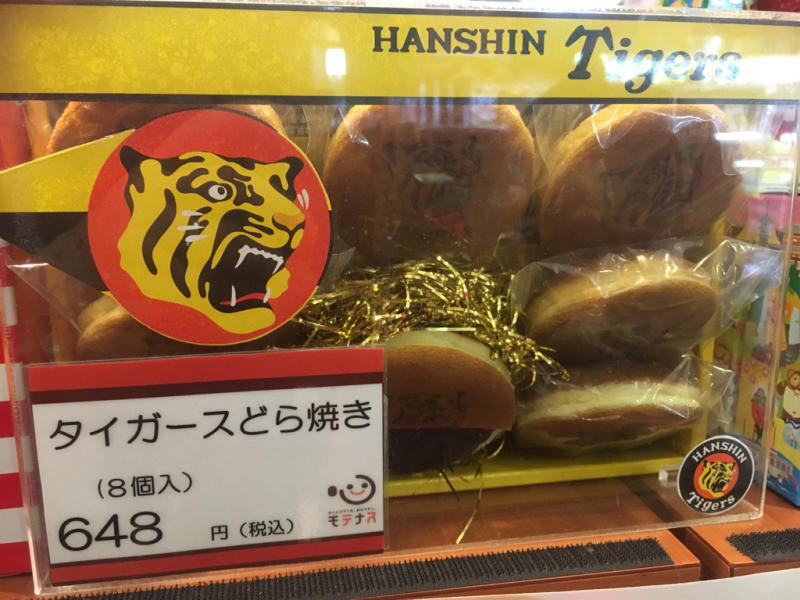 HANSHIN Tigers
タイガースどら焼き
(8個入)
648 円(税込)
モテナス
HANSHIN
Tigers